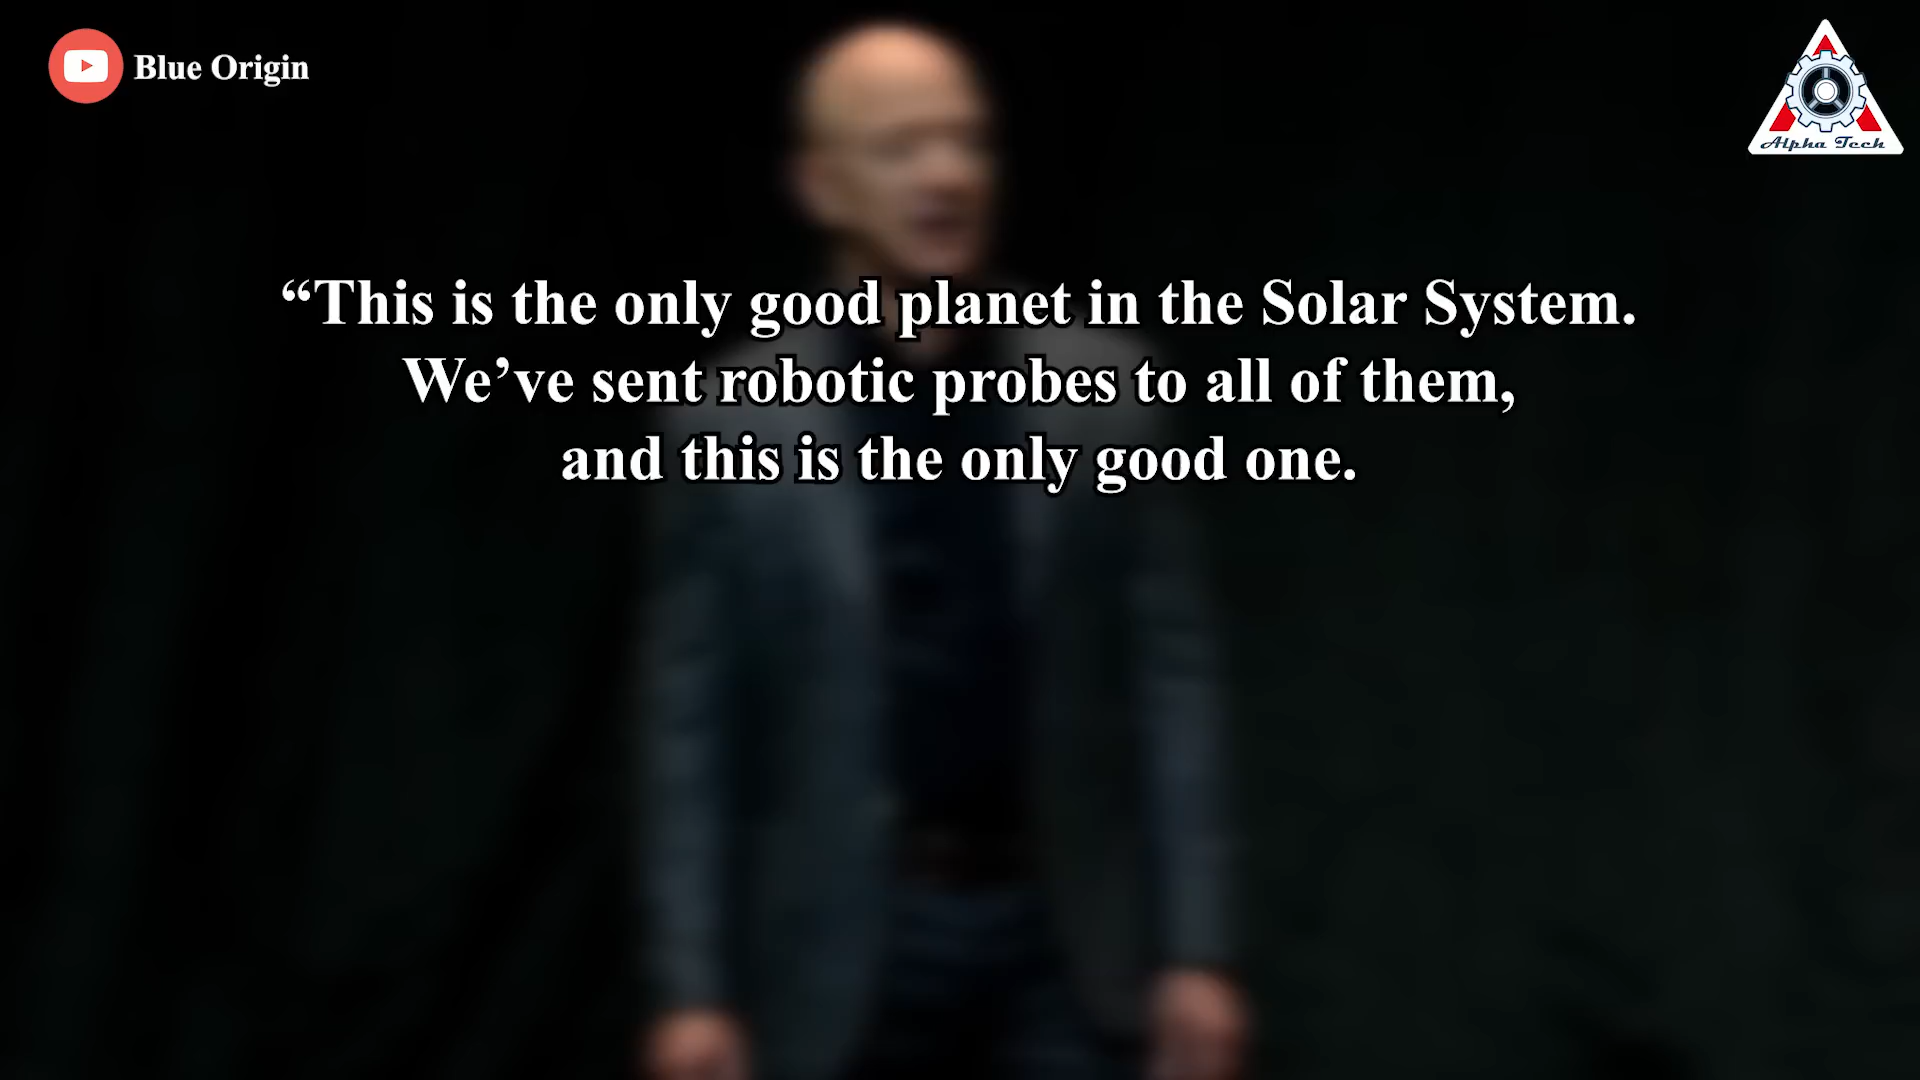 Blue Origin
Alpha Tech
“This is the only good planet in the Solar System.
We’ve sent robotic probes to all of them,
and this is the only good one.